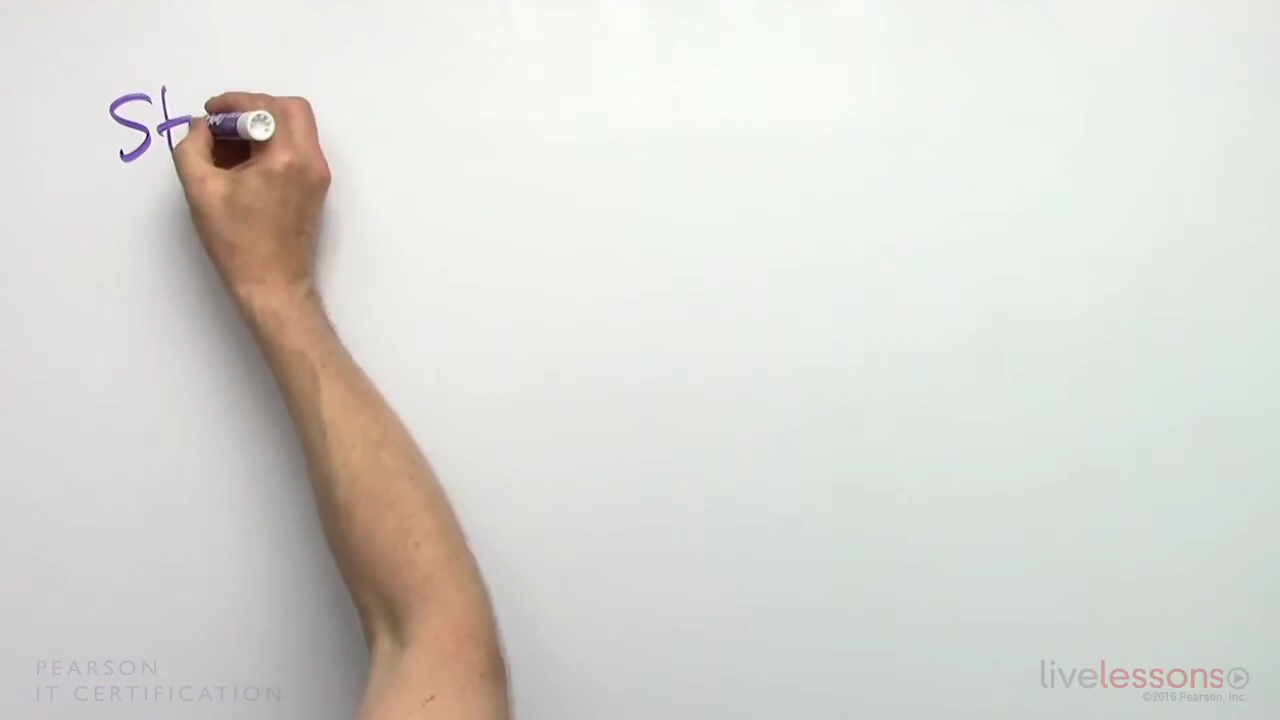 St
PEARSON
IT CERTIFICATION
livelessons
©2016 Pearson, Inc.